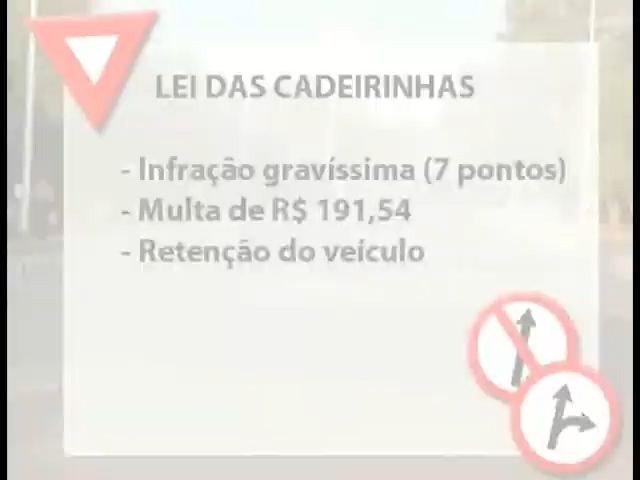 LEI DAS CADEIRINHAS
- Infração gravíssima (7 pontos)
- Multa de R$ 191,54
- Retenção do veículo